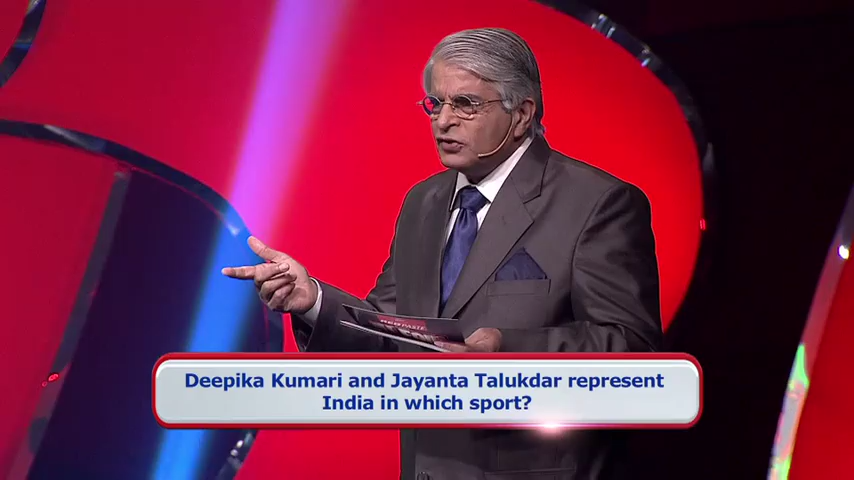 Deepika Kumari and Jayanta Talukdar represent
India in which sport?